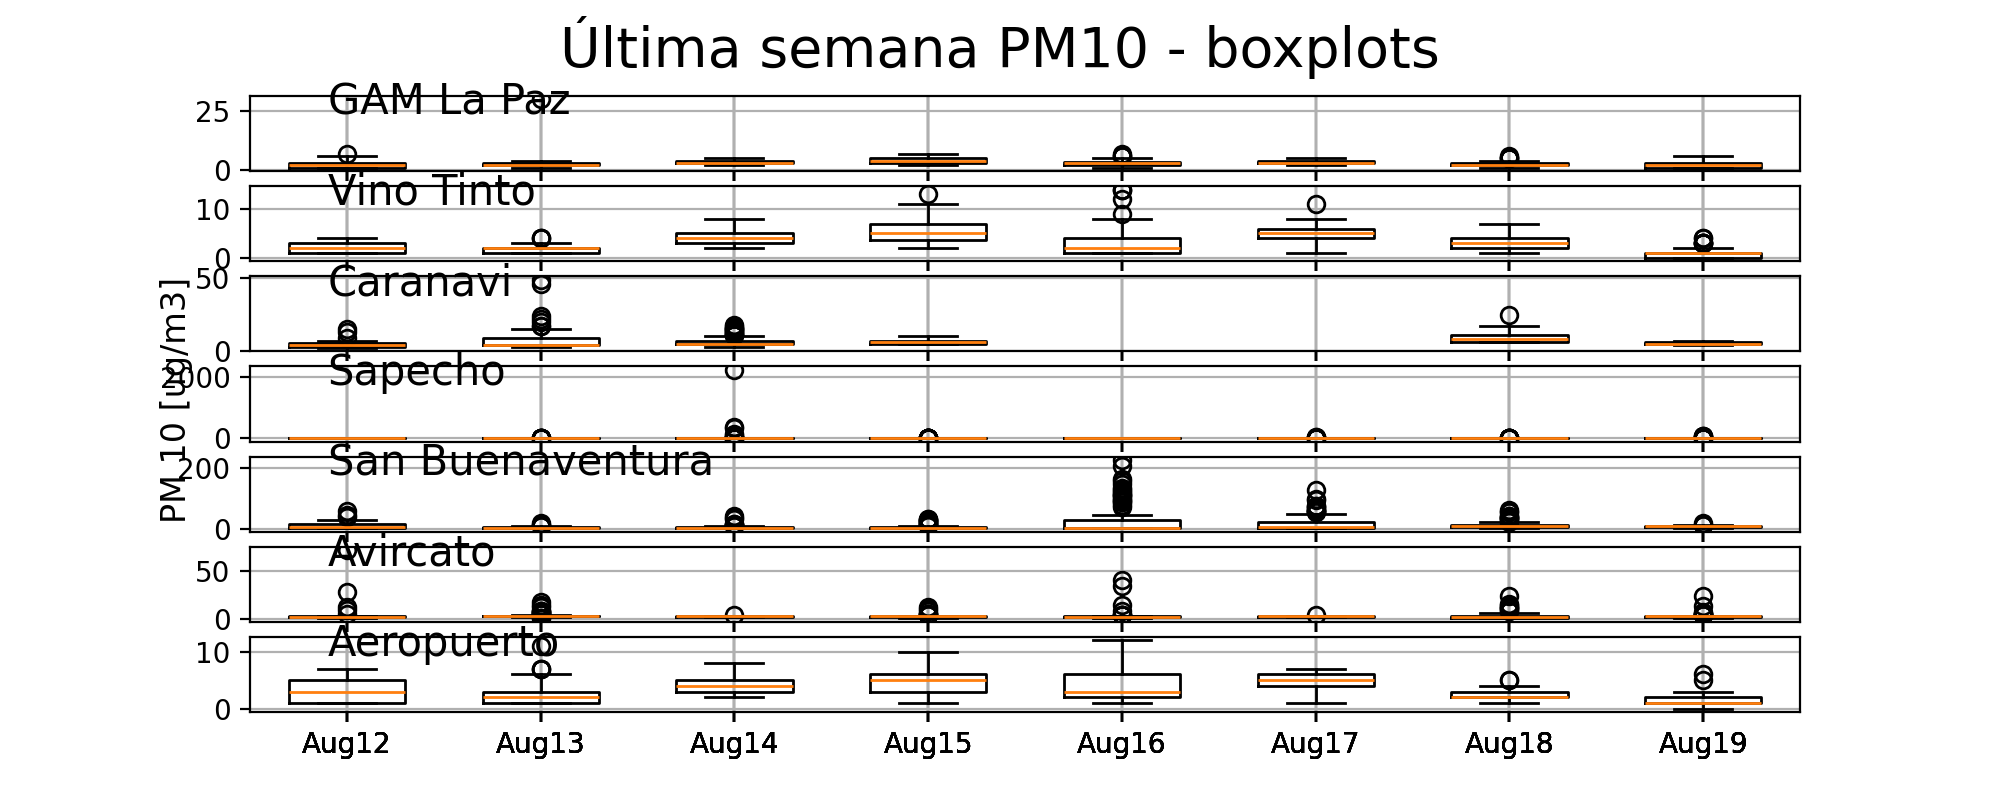 Última semana PM10 - boxplots
GAM La Paz
25
0
Vino Tinto
10
0
Caranavi
50
0
PM 10 [ug/m3]
Sapecho
2000
0
San Buenaventura
200
0
Avircato
50
0
Aeropuerto
10
0
Aug12 Aug13 Aug14 Aug15 Aug16 Aug17 Aug18 Aug19